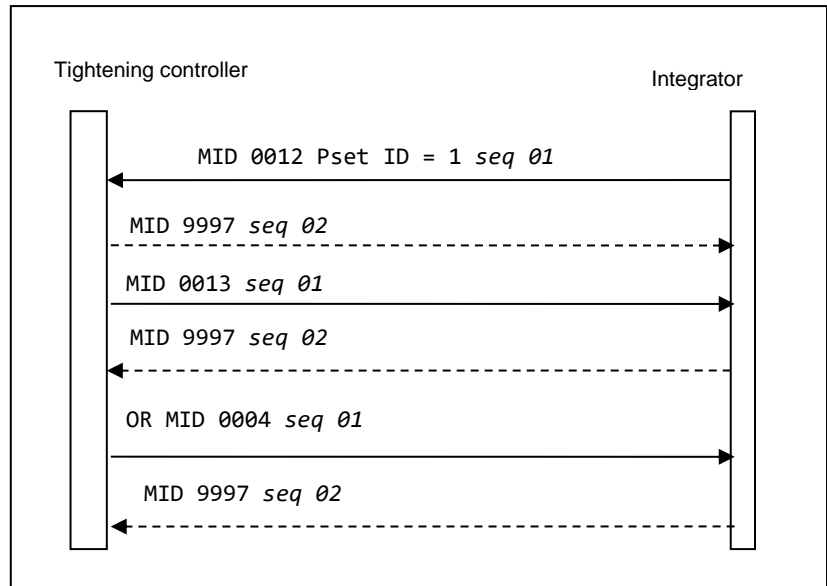 Tightening controller
Integrator
MID 0012 Pset ID = 1 seq 01
MID 9997 seq 02
MID 0013 seq 01
MID 9997 seq 02
OR MID 0004 seq 01
MID 9997 seq 02